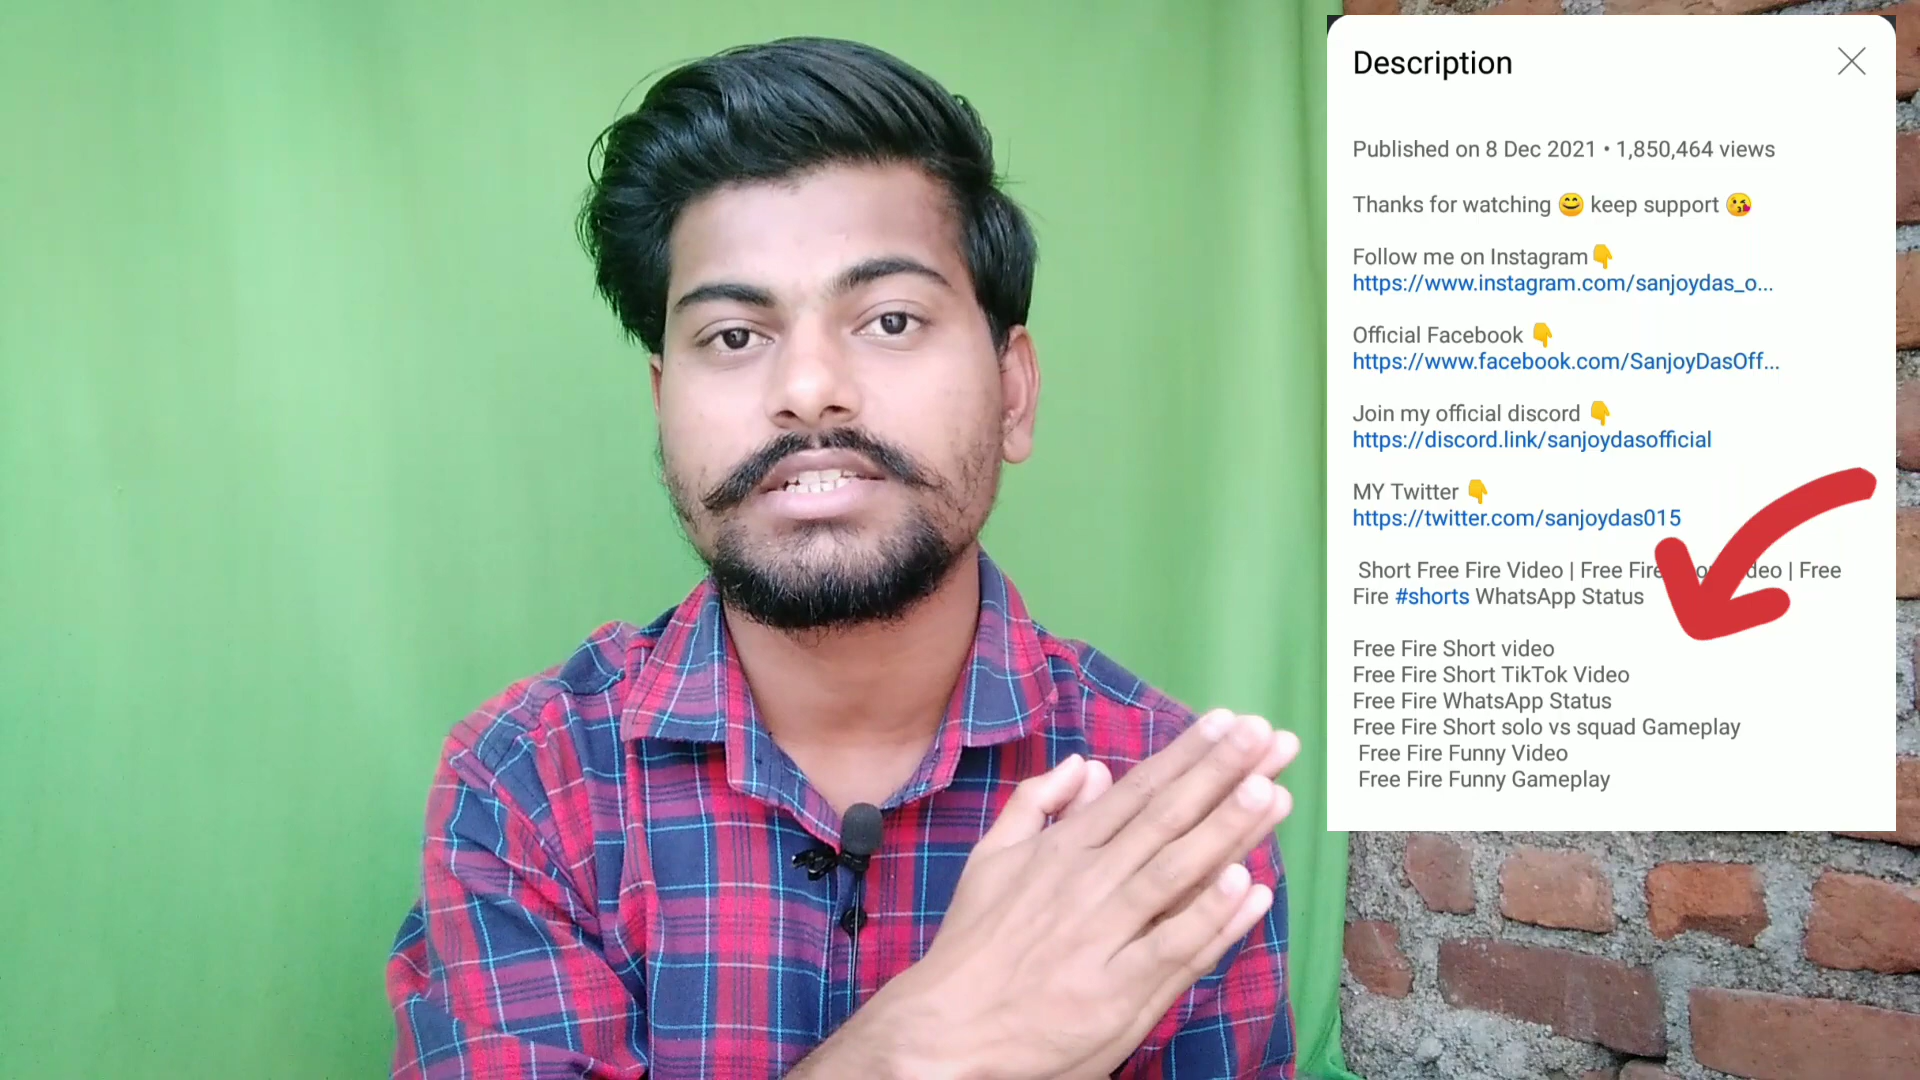 Description
Published on 8 Dec 2021 • 1,850,464 views
Thanks for watching 😊 keep support 😘
Follow me on Instagram👇
https://www.instagram.com/sanjoydas_o...
Official Facebook 👇
https://www.facebook.com/SanjoyDasOff...
Join my official discord 👇
https://discord.link/sanjoydasofficial
MY Twitter 👇
https://twitter.com/sanjoydas015
Short Free Fire Video | Free Fire | Free
Fire #shorts WhatsApp Status
Free Fire Short video
Free Fire Short TikTok Video
Free Fire WhatsApp Status
Free Fire Short solo vs squad Gameplay
Free Fire Funny Video
Free Fire Funny Gameplay